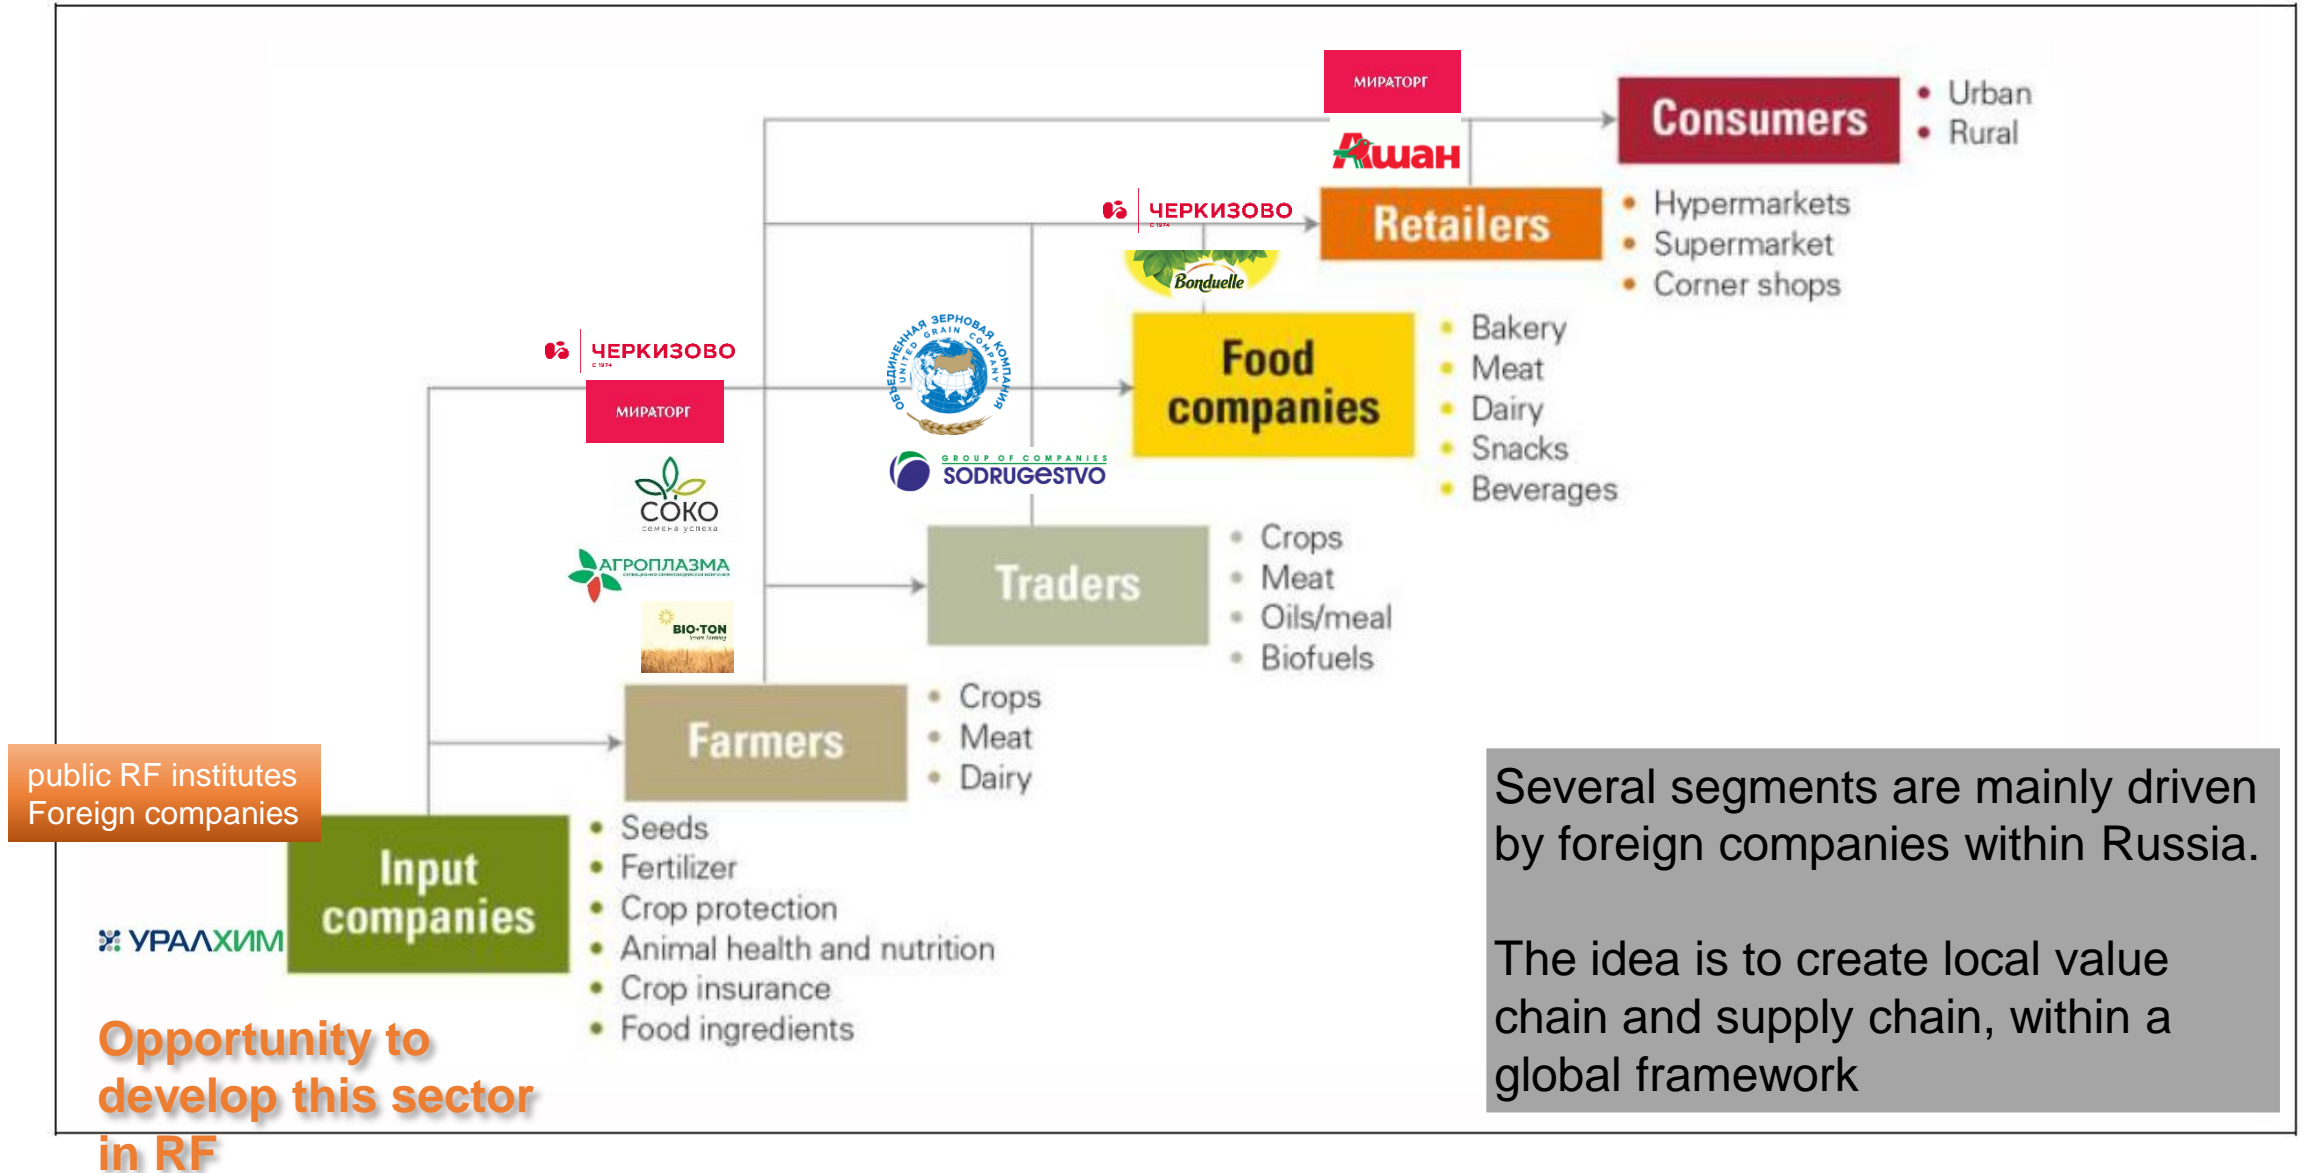 МИРАТОРГ
Consumers
• Urban
• Rural
Ашан
Retailers
• Hypermarkets
• Supermarket
• Corner shops
ЧЕРКИЗОВО
С 1974
Bonduelle
Food
companies
• Bakery
• Meat
• Dairy
• Snacks
• Beverages
ОБЪЕДИНЕННАЯ ЗЕРНОВАЯ КОМПАНИЯ
UNITED GRAIN COMPANY
GROUP OF COMPANIES
SODRUGESTVO
ЧЕРКИЗОВО
С 1974
МИРАТОРГ
СОКО
СЕМЕНА УСПЕХА
АГРОПЛАЗМА
BIO-TON
Smart farming
Traders
• Crops
• Meat
• Oils/meal
• Biofuels
Farmers
• Crops
• Meat
• Dairy
public RF institutes
Foreign companies
Input
companies
• Seeds
• Fertilizer
• Crop protection
• Animal health and nutrition
• Crop insurance
• Food ingredients
УРАЛХИМ
Opportunity to
develop this sector
in RF
Several segments are mainly driven
by foreign companies within Russia.
The idea is to create local value
chain and supply chain, within a
global framework